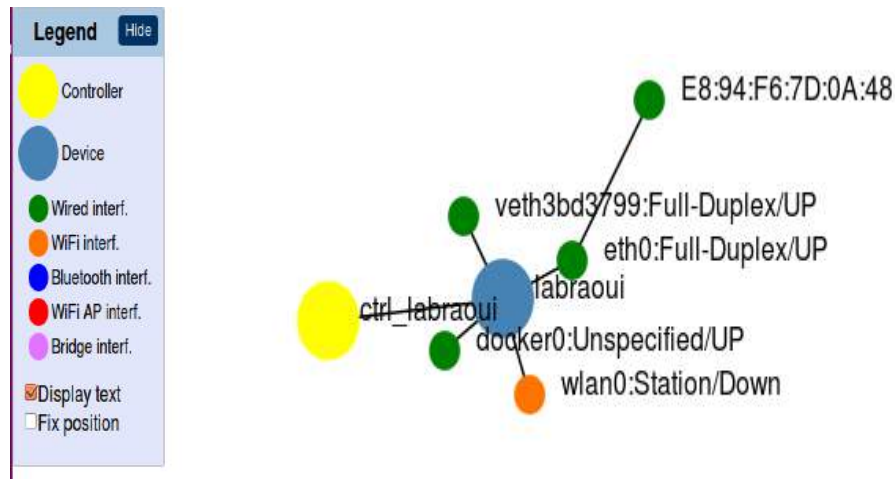 Legend
Hide
Controller
Device
Wired interf.
WiFi interf.
Bluetooth interf.
WiFi AP interf.
Bridge interf.
Display text
Fix position
E8:94:F6:7D:0A:48
veth3bd3799:Full-Duplex/UP
eth0:Full-Duplex/UP
labraoui
ctrl_labraoui
docker0:Unspecified/UP
wlan0:Station/Down